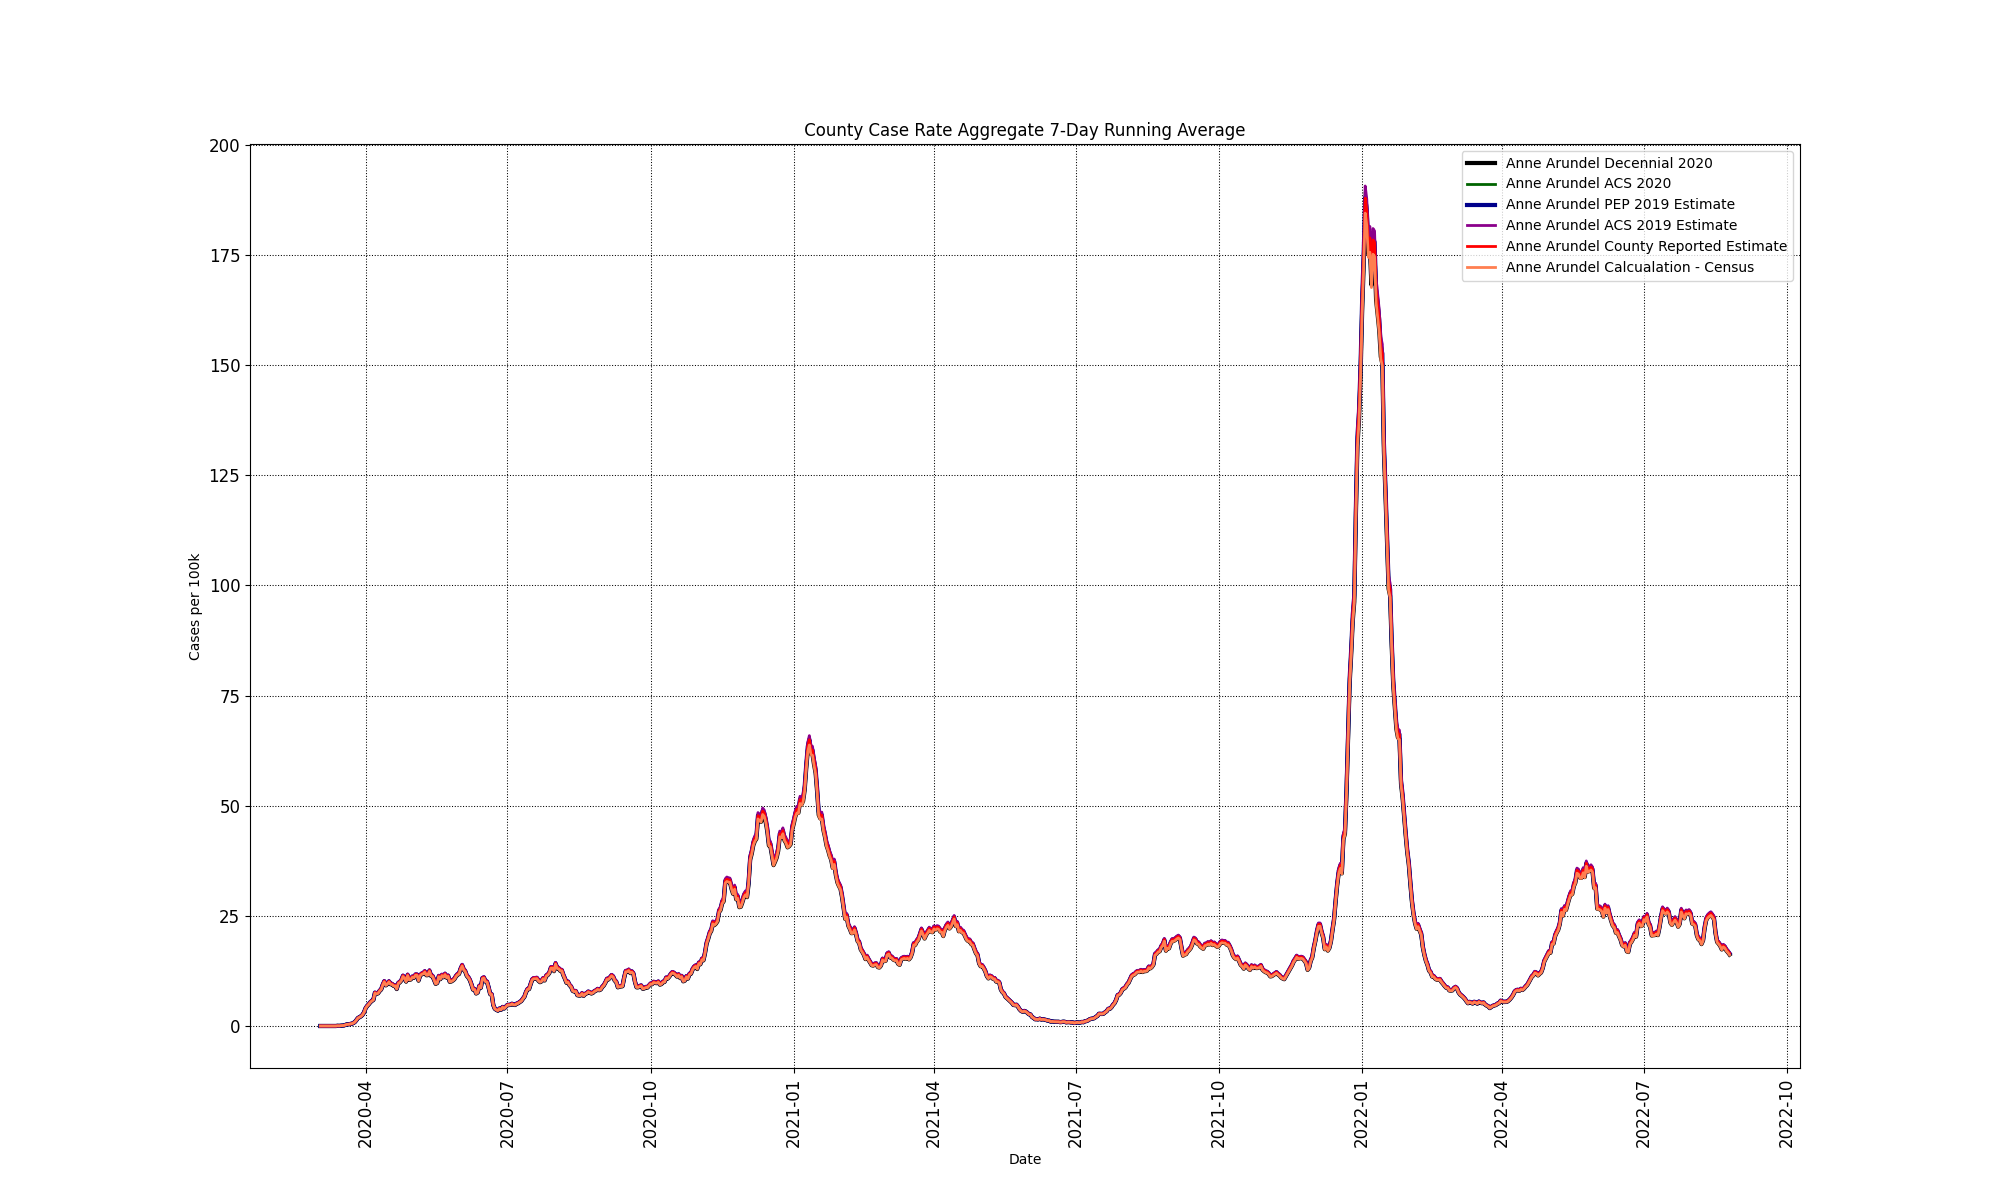 County Case Rate Aggregate 7-Day Running Average
Anne Arundel Decennial 2020
Anne Arundel ACS 2020
Anne Arundel PEP 2019 Estimate
Anne Arundel ACS 2019 Estimate
Anne Arundel County Reported Estimate
Anne Arundel Calcualation - Census
200
175
150
125
100
75
50
25
0
Cases per 100k
2020-04
2020-07
2020-10
2021-01
2021-04
2021-07
2021-10
2022-01
2022-04
2022-07
2022-10
Date